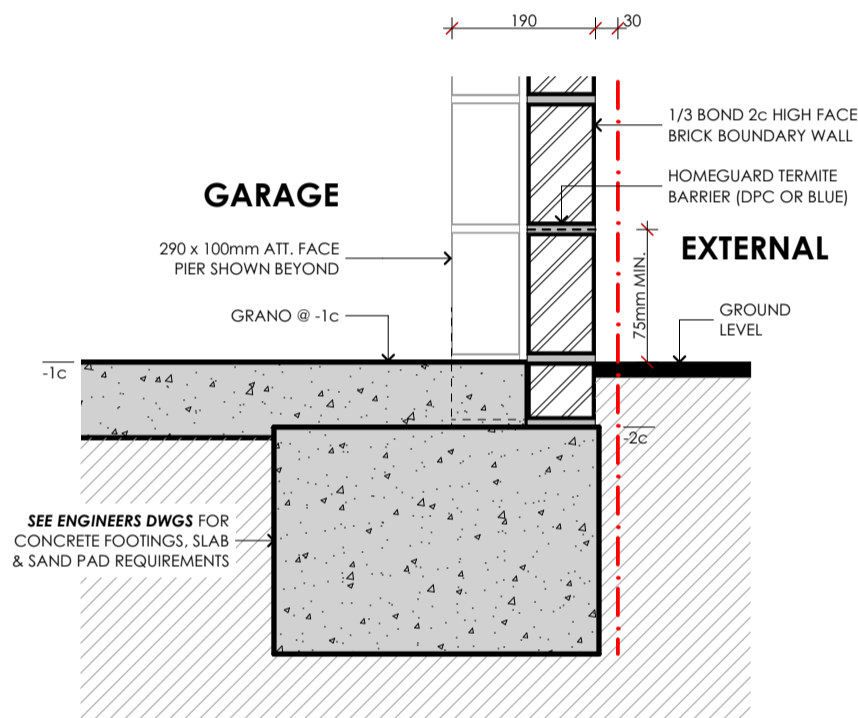 190
30
1/3 BOND 2c HIGH FACE
BRICK BOUNDARY WALL
HOMEGUARD TERMITE
BARRIER (DPC OR BLUE)
GARAGE
EXTERNAL
290 x 100mm ATT. FACE
PIER SHOWN BEYOND
75mm MIN.
GRANO @ -1c
GROUND
LEVEL
-1c
-2c
SEE ENGINEERS DWGS FOR
CONCRETE FOOTINGS, SLAB
& SAND PAD REQUIREMENTS